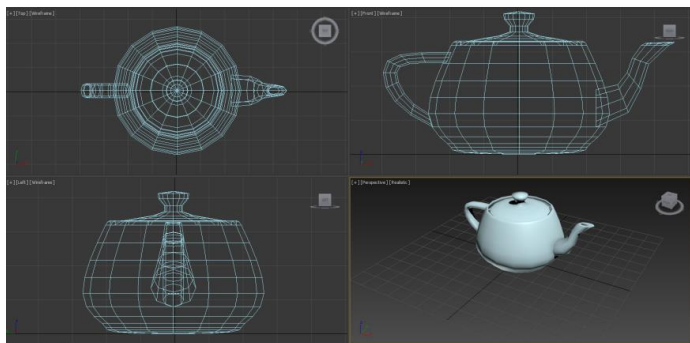 [+][Top][Wireframe]
[+][Front][Wireframe]
[+][Left][Wireframe]
[+][Perspective][Realistic]